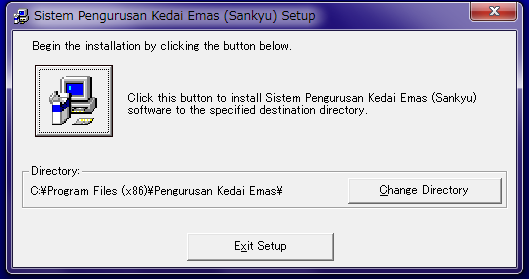 Sistem Pengurusan Kedai Emas (Sankyu) Setup
Begin the installation by clicking the button below.
Click this button to install Sistem Pengurusan Kedai Emas (Sankyu)
software to the specified destination directory.
Directory:
C:¥Program Files (x86)¥Pengurusan Kedai Emas¥
Change Directory
Exit Setup